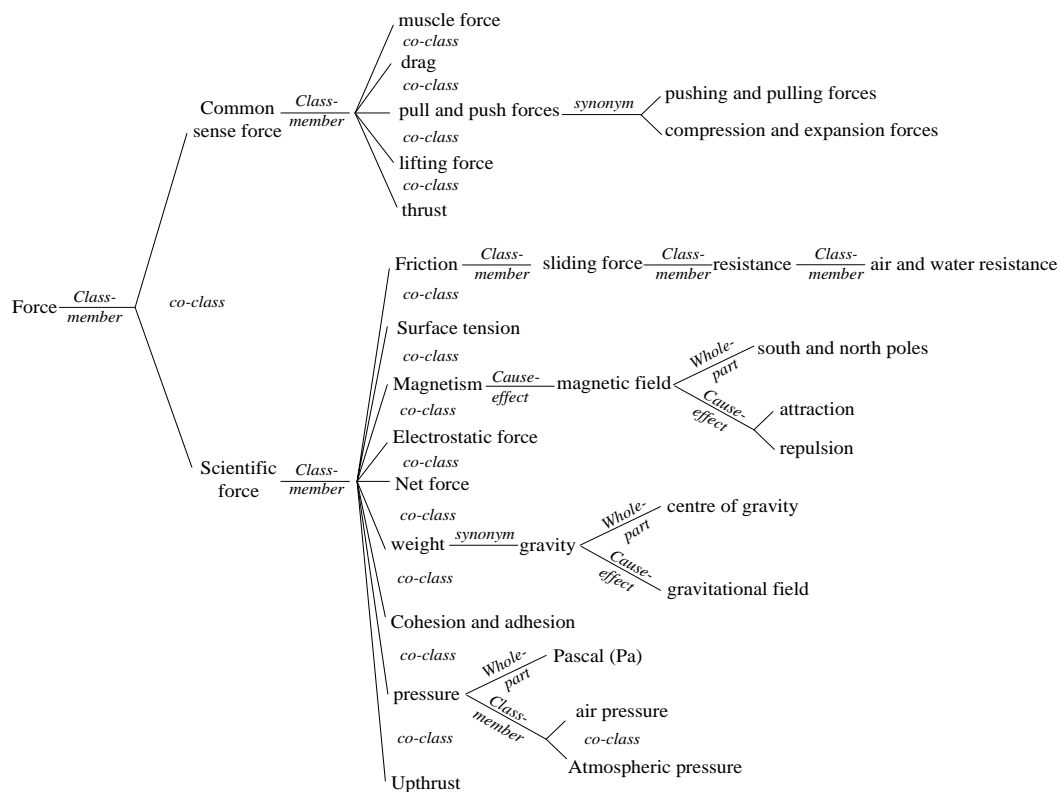 muscle force
co-class
drag
co-class
Common
sense force
Class-
member
pull and push forces
synonym
pushing and pulling forces
compression and expansion forces
co-class
lifting force
co-class
thrust
Force
Class-
member
co-class
Friction
Class-
member
sliding force
Class-
member
resistance
Class-
member
air and water resistance
co-class
Surface tension
co-class
Magnetism
Cause-
effect
magnetic field
Whole-
part
south and north poles
Cause-
effect
attraction
repulsion
co-class
Electrostatic force
co-class
Scientific
force
Class-
member
Net force
co-class
weight
synonym
gravity
Whole-
part
centre of gravity
Cause-
effect
gravitational field
co-class
Cohesion and adhesion
co-class
pressure
Whole-
part
Pascal (Pa)
Class-
member
air pressure
co-class
Atmospheric pressure
co-class
Upthrust